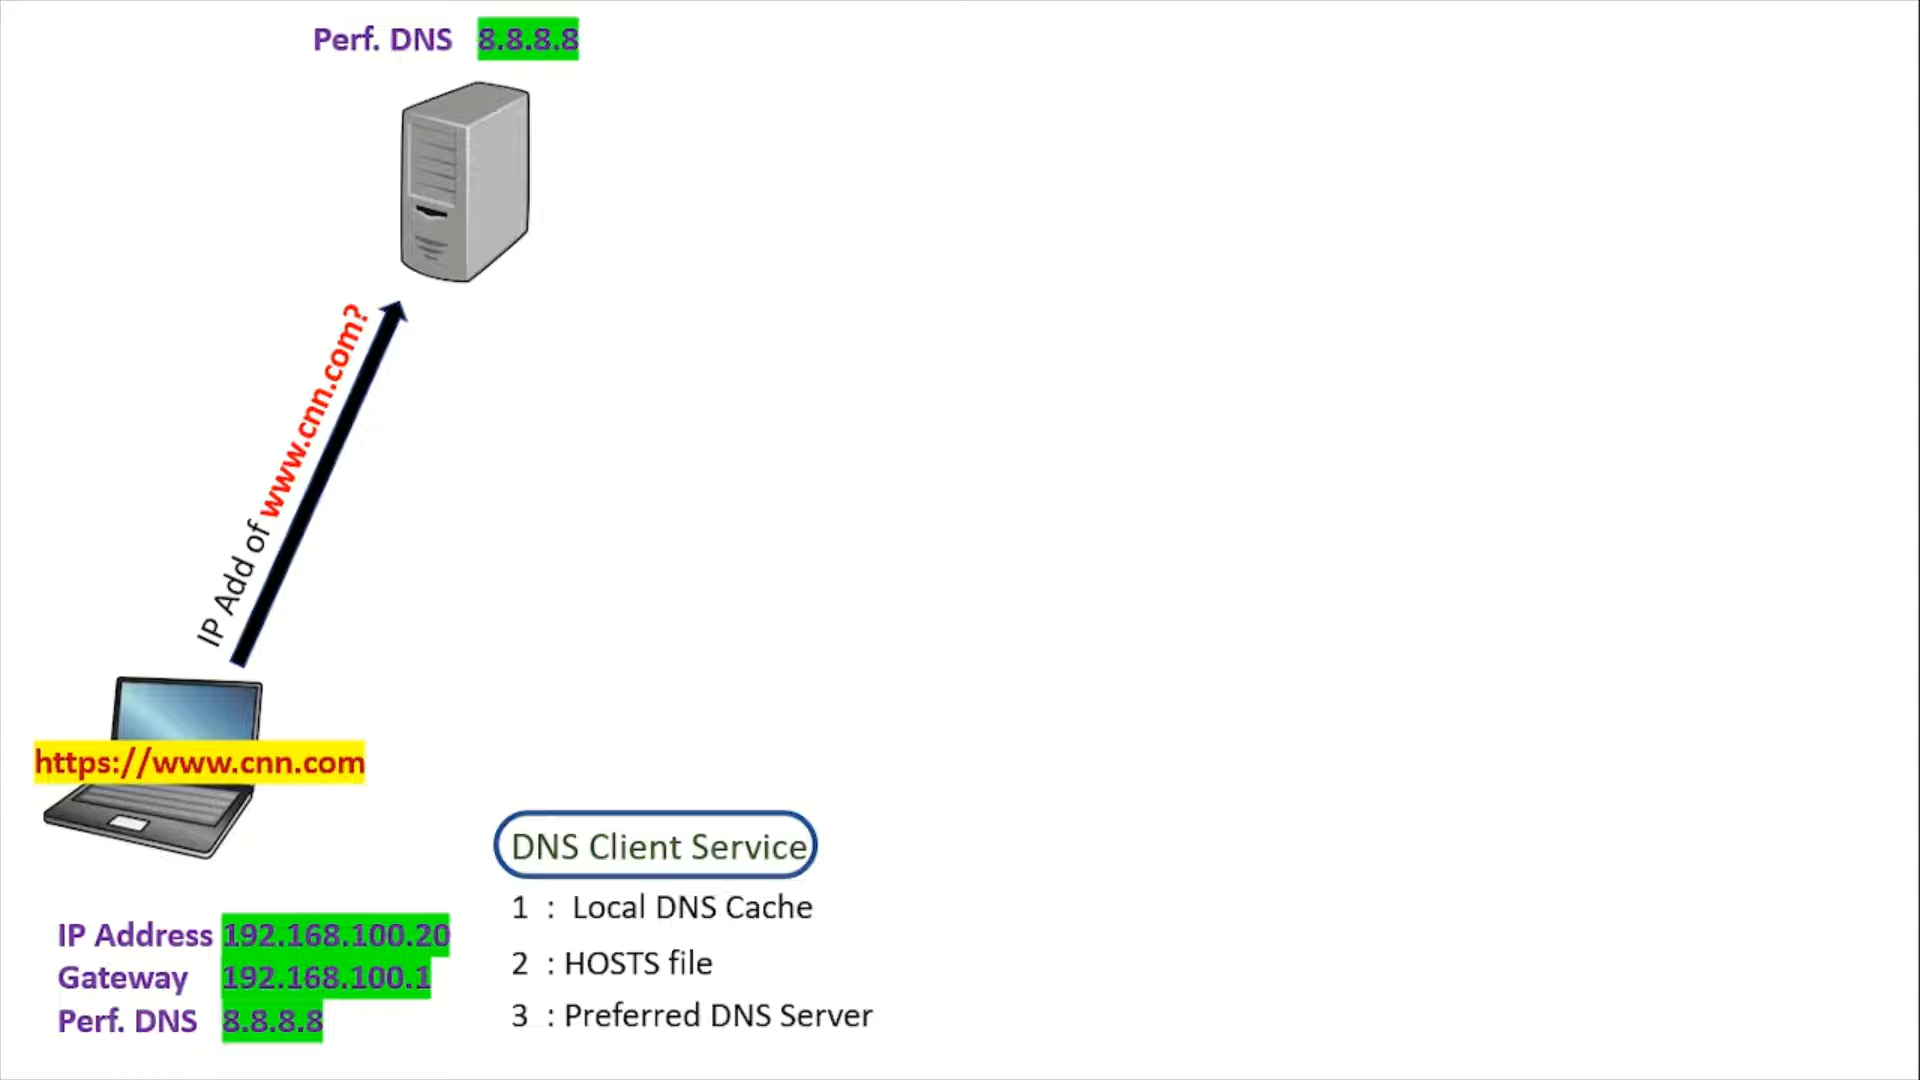 Perf. DNS 8.8.8.8
IP Add of www.cnn.com?
https://www.cnn.com
DNS Client Service
1 : Local DNS Cache
2 : HOSTS file
3 : Preferred DNS Server
IP Address 192.168.100.20
Gateway 192.168.100.1
Perf. DNS 8.8.8.8